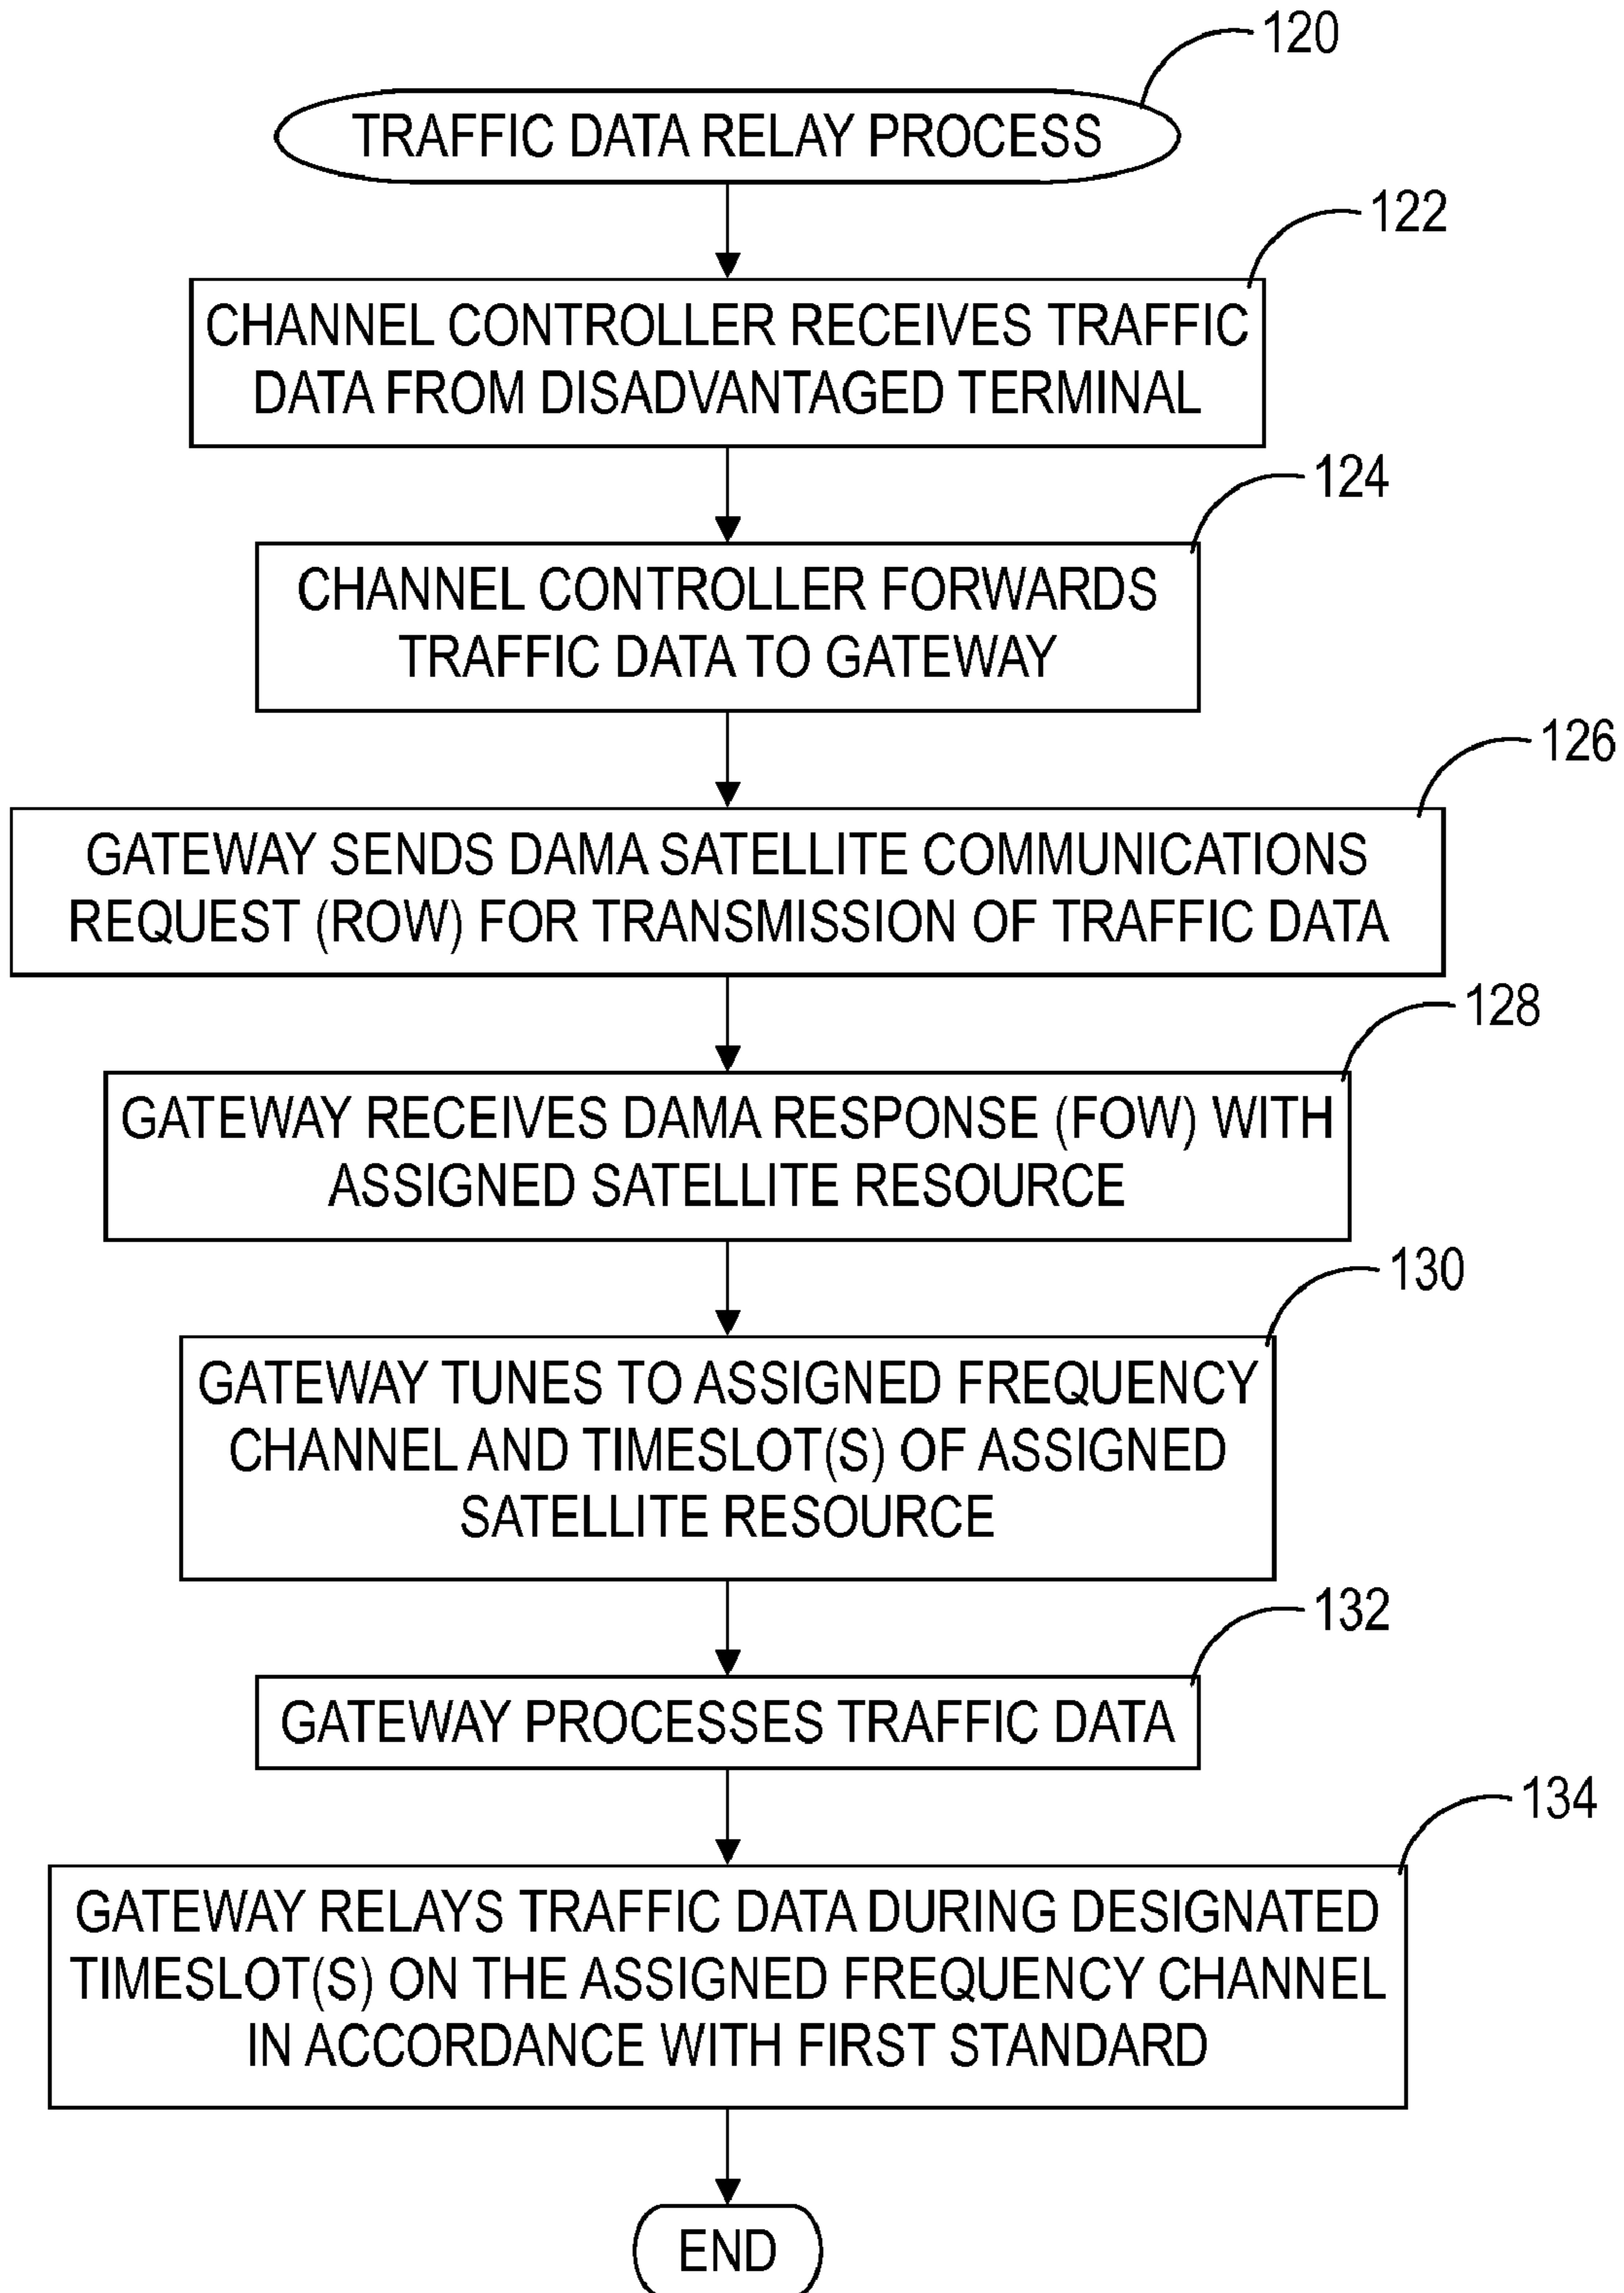 120
TRAFFIC DATA RELAY PROCESS
122
CHANNEL CONTROLLER RECEIVES TRAFFIC
DATA FROM DISADVANTAGED TERMINAL
124
CHANNEL CONTROLLER FORWARDS
TRAFFIC DATA TO GATEWAY
126
GATEWAY SENDS DAMA SATELLITE COMMUNICATIONS
REQUEST (ROW) FOR TRANSMISSION OF TRAFFIC DATA
128
GATEWAY RECEIVES DAMA RESPONSE (FOW) WITH
ASSIGNED SATELLITE RESOURCE
130
GATEWAY TUNES TO ASSIGNED FREQUENCY
CHANNEL AND TIMESLOT(S) OF ASSIGNED
SATELLITE RESOURCE
132
GATEWAY PROCESSES TRAFFIC DATA
134
GATEWAY RELAYS TRAFFIC DATA DURING DESIGNATED
TIMESLOT(S) ON THE ASSIGNED FREQUENCY CHANNEL
IN ACCORDANCE WITH FIRST STANDARD
END